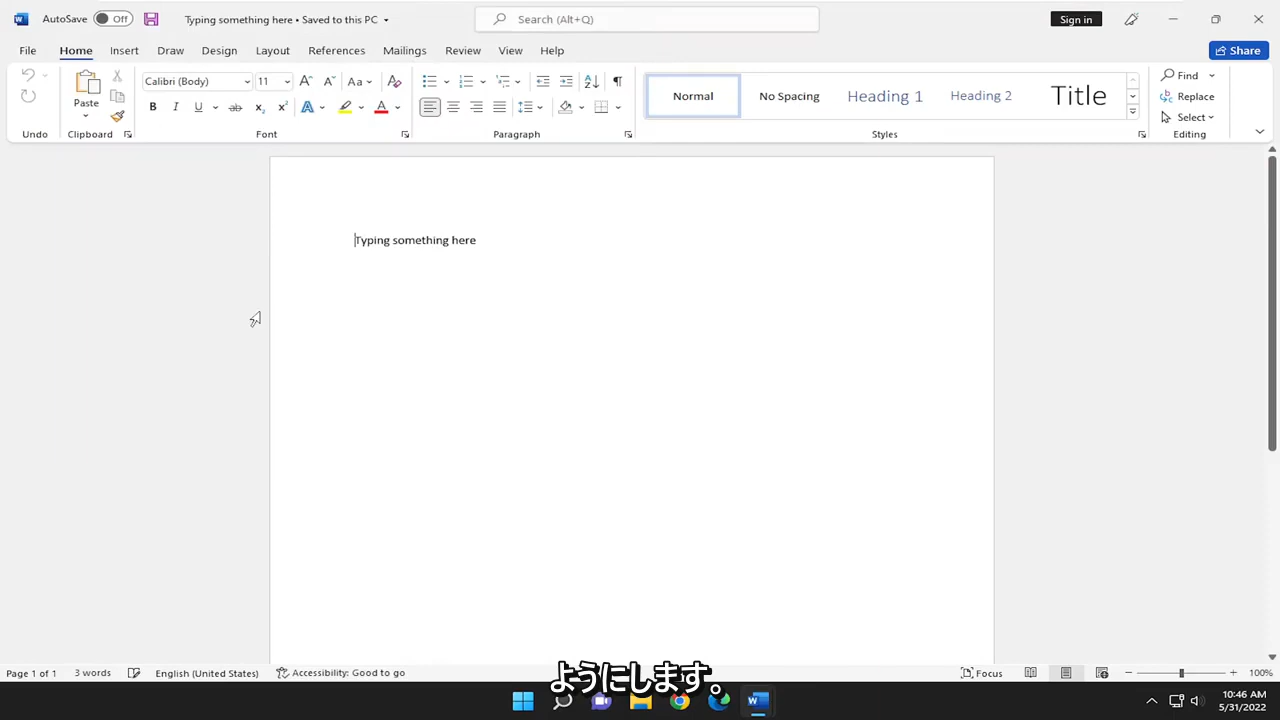 AutoSave Off Typing something here • Saved to this PC Search (Alt+Q) Sign in
File Home Insert Draw Design Layout References Mailings Review View Help Share
Calibri (Body) 11 Aa Normal No Spacing Heading 1 Heading 2 Title Find
Paste B I U ab x₂ x² A A Replace
Select
Undo Clipboard Font Paragraph Styles Editing
Typing something here
Page 1 of 1 3 words English (United States) Accessibility: Good to go Focus 100%
ようにします。
10:46 AM
5/31/2022